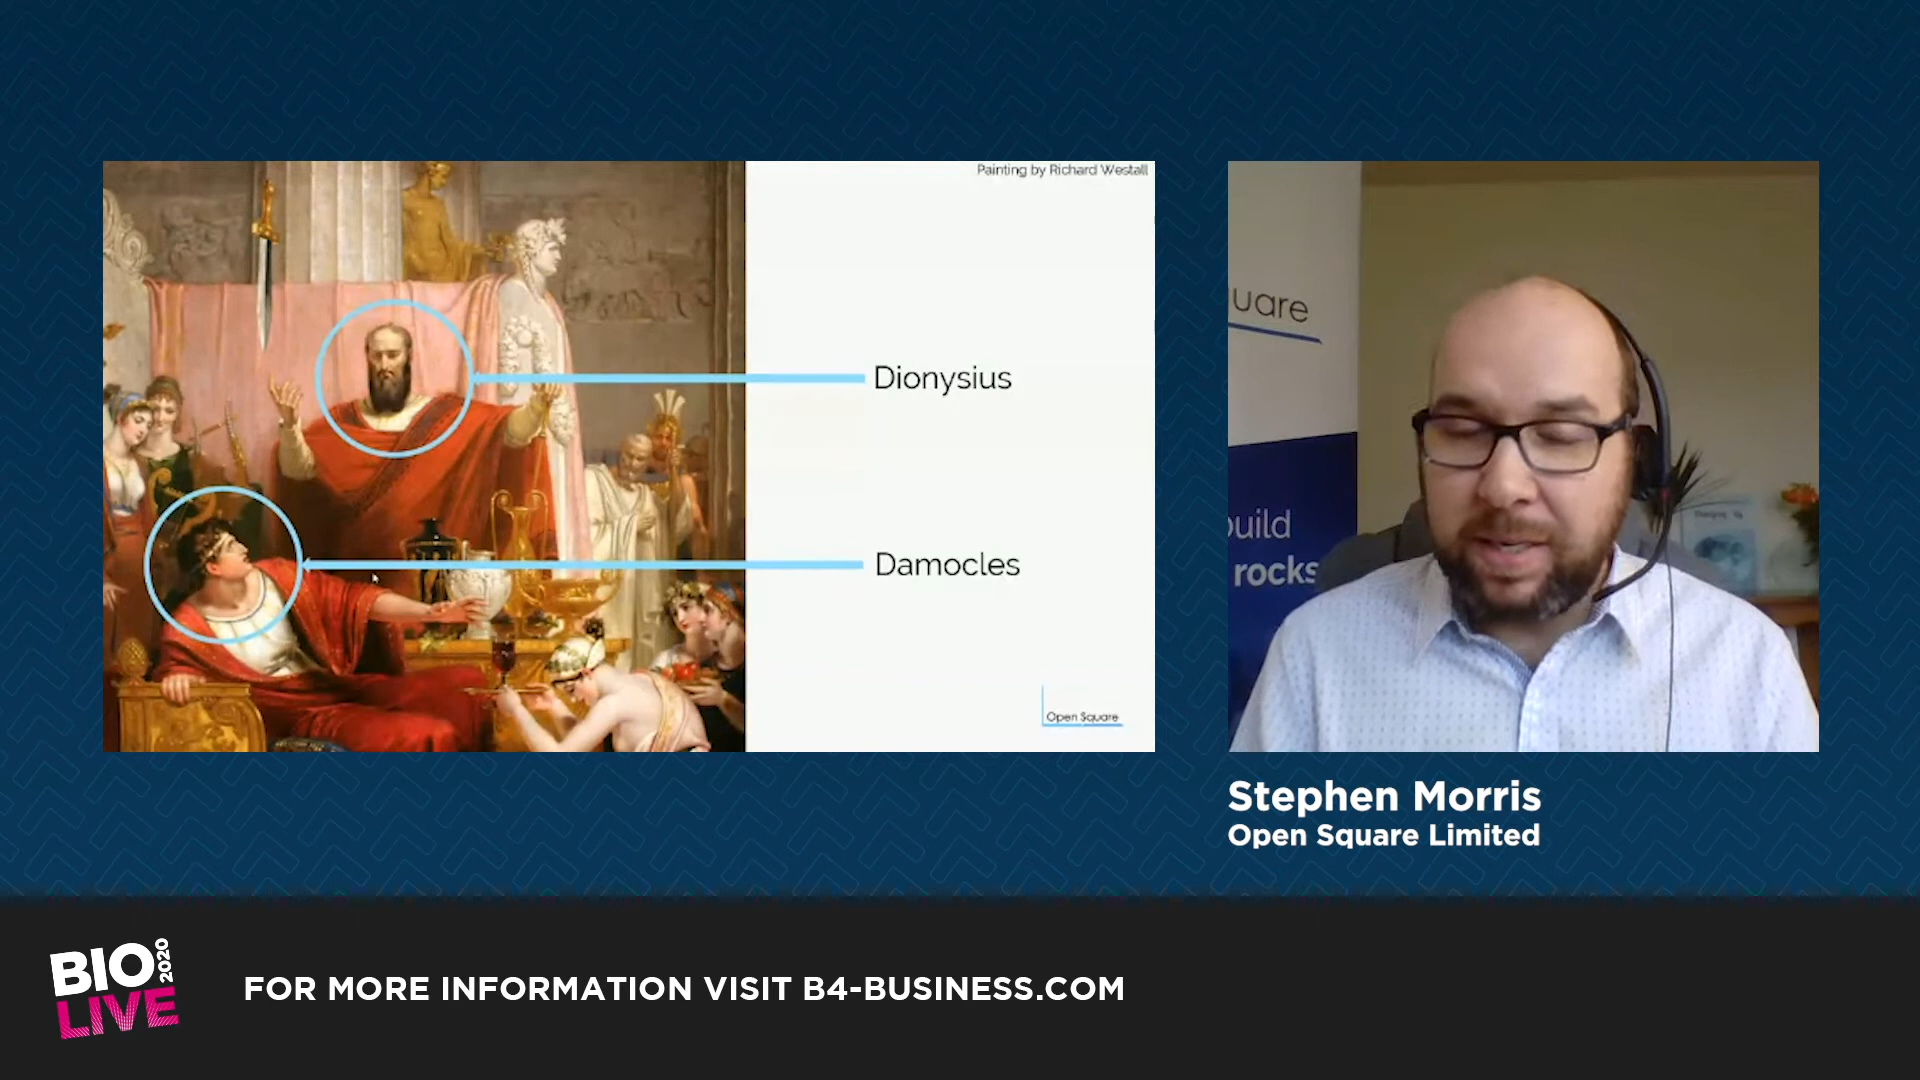 Painting by Richard Westall
Dionysius
Damocles
Open Square
uare
build
rocks
Stephen Morris
Open Square Limited
BIO 2020
LIVE
FOR MORE INFORMATION VISIT B4-BUSINESS.COM